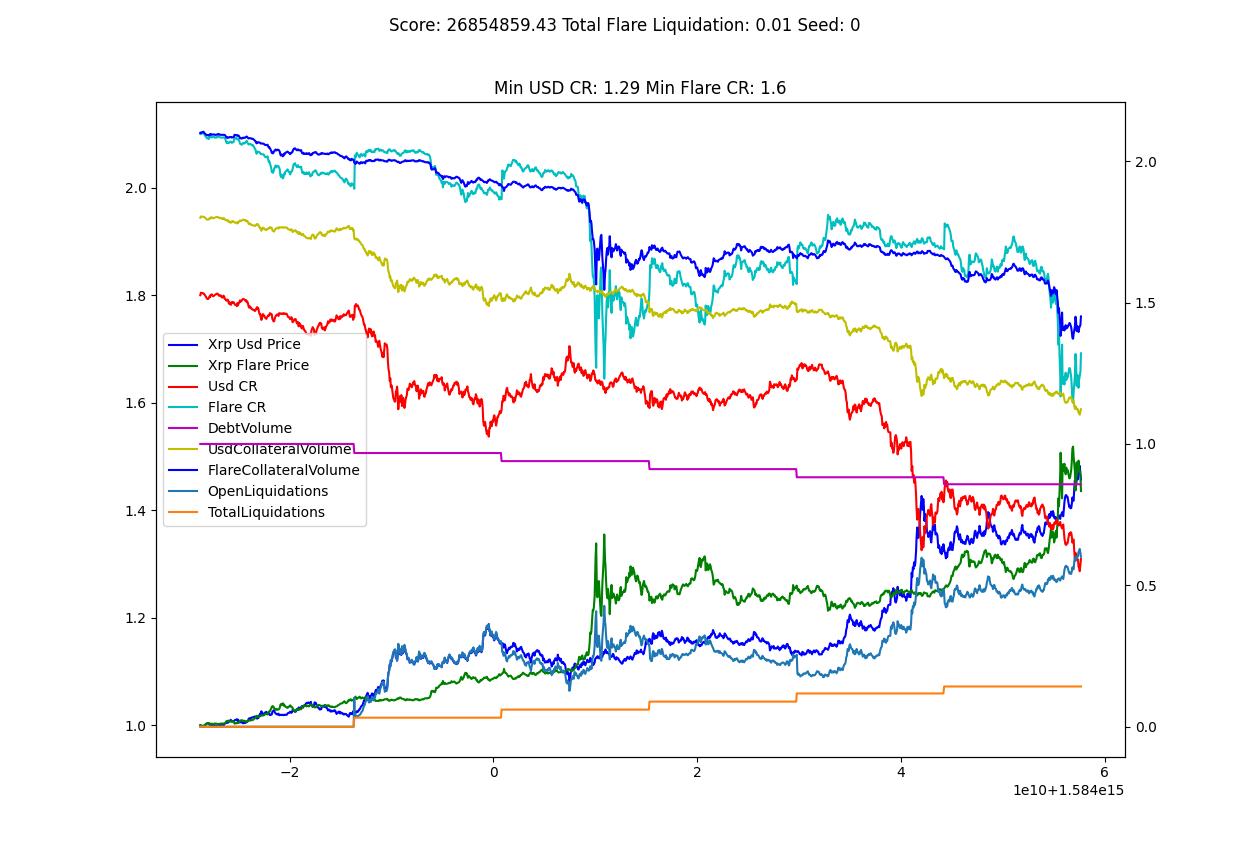 Score: 26854859.43 Total Flare Liquidation: 0.01 Seed: 0
Min USD CR: 1.29 Min Flare CR: 1.6
2.0
1.8
1.6
1.4
1.2
1.0
Xrp Usd Price
Xrp Flare Price
Usd CR
Flare CR
DebtVolume
UsdCollateralVolume
FlareCollateralVolume
OpenLiquidations
TotalLiquidations
2.0
1.5
1.0
0.5
0.0
−2 0 2 4 6
1e10+1.584e15